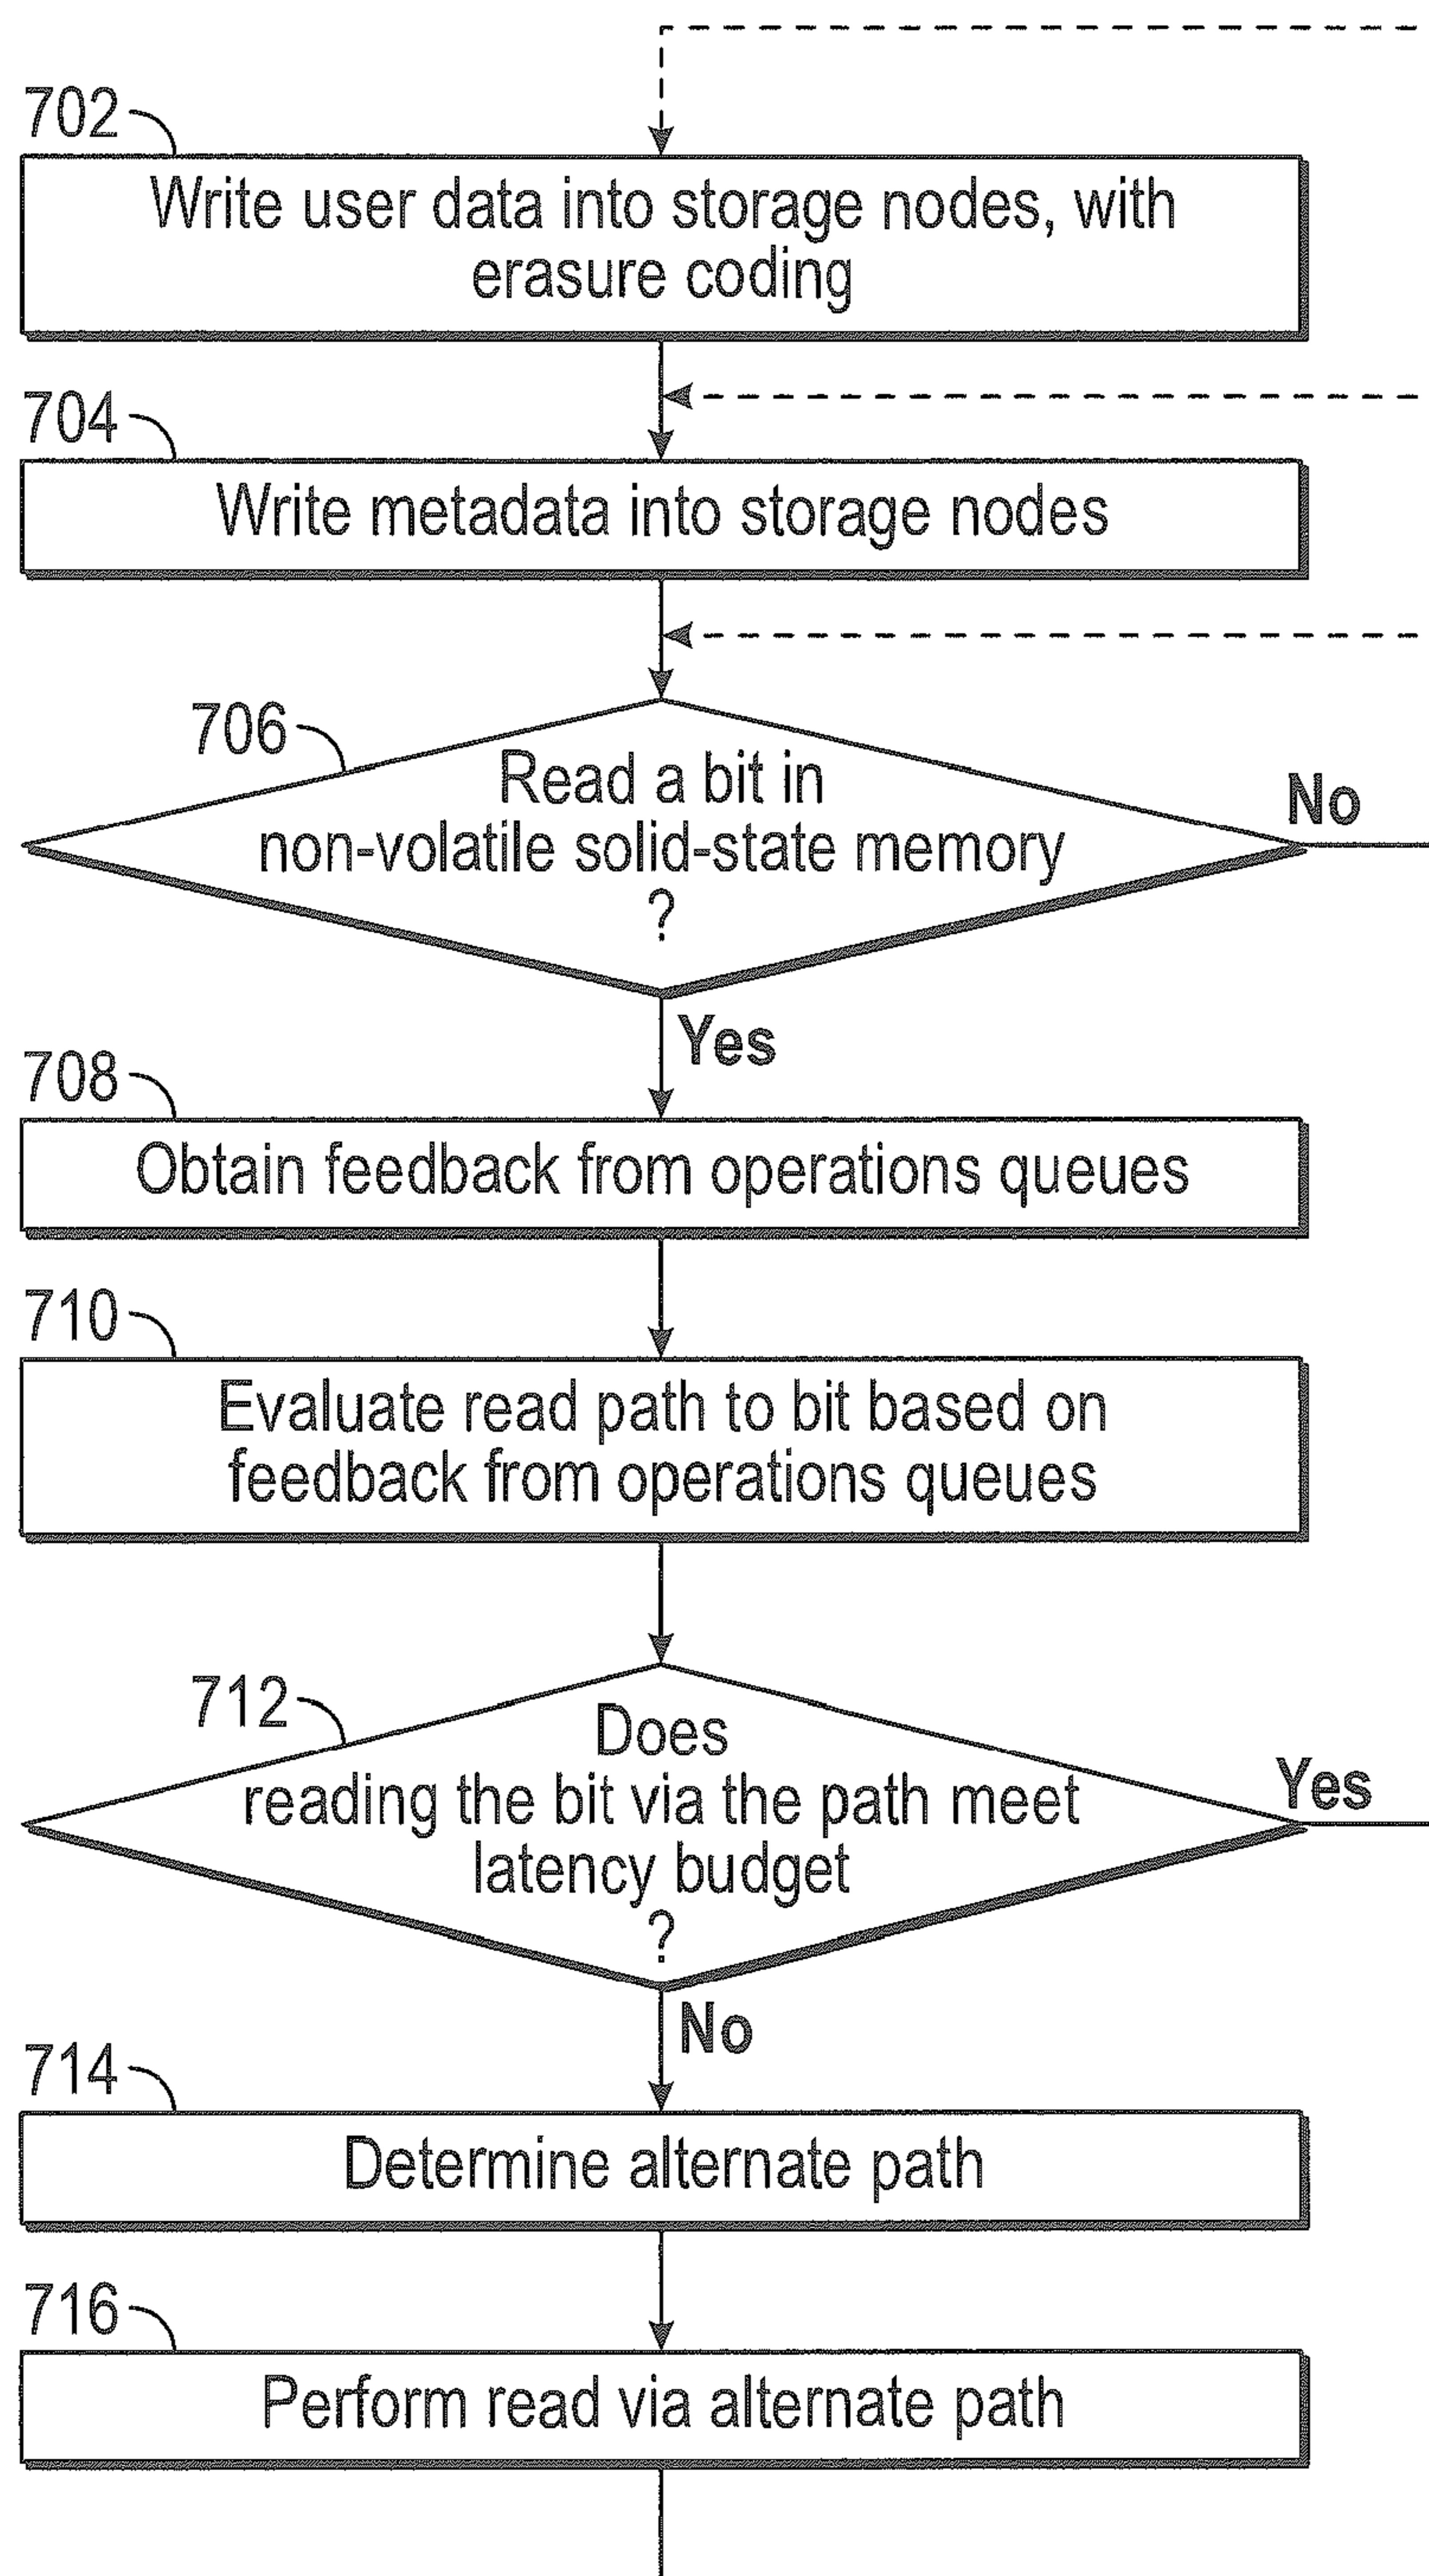 702
Write user data into storage nodes, with
erasure coding
704
Write metadata into storage nodes
706
Read a bit in
non-volatile solid-state memory
?
No
Yes
708
Obtain feedback from operations queues
710
Evaluate read path to bit based on
feedback from operations queues
712
Does
reading the bit via the path meet
latency budget
?
Yes
No
714
Determine alternate path
716
Perform read via alternate path